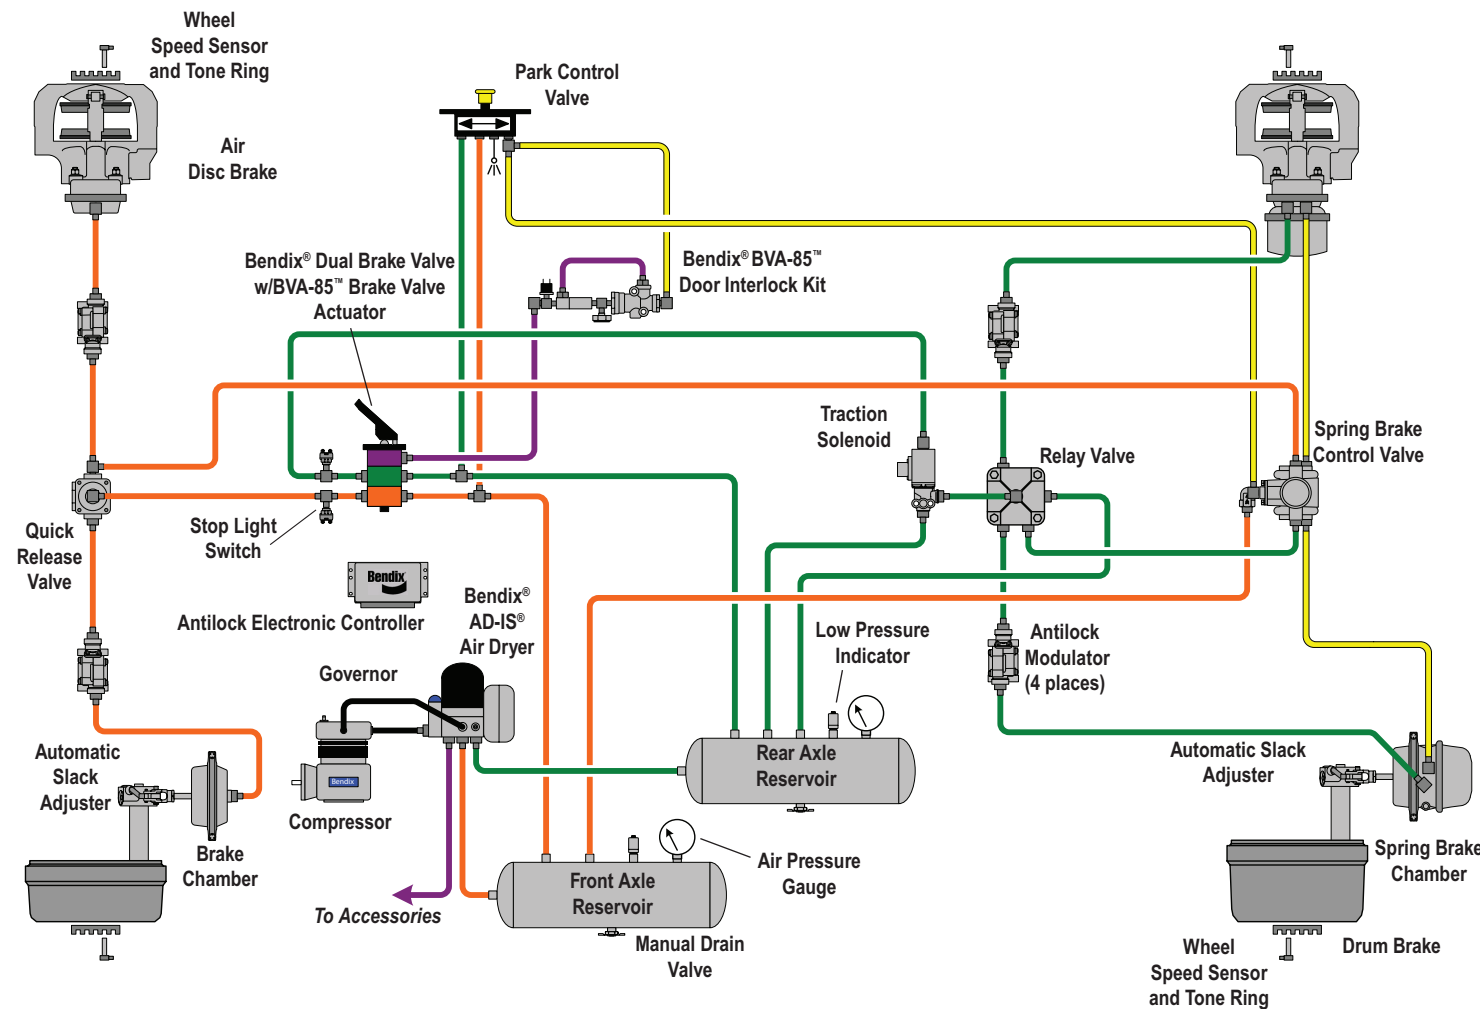 Wheel
Speed Sensor
and Tone Ring
Air
Disc Brake
Park Control
Valve
Bendix® Dual Brake Valve
w/BVA-85™ Brake Valve
Actuator
Bendix® BVA-85™
Door Interlock Kit
Traction
Solenoid
Relay Valve
Spring Brake
Control Valve
Quick
Release
Valve
Stop Light
Switch
Bendix
Antilock Electronic Controller
Bendix®
AD-IS®
Air Dryer
Governor
Bendix
Compressor
Low Pressure
Indicator
Antilock
Modulator
(4 places)
Rear Axle
Reservoir
Automatic
Slack
Adjuster
Brake
Chamber
To Accessories
Front Axle
Reservoir
Air Pressure
Gauge
Manual Drain
Valve
Automatic Slack
Adjuster
Spring Brake
Chamber
Wheel
Speed Sensor
and Tone Ring
Drum Brake